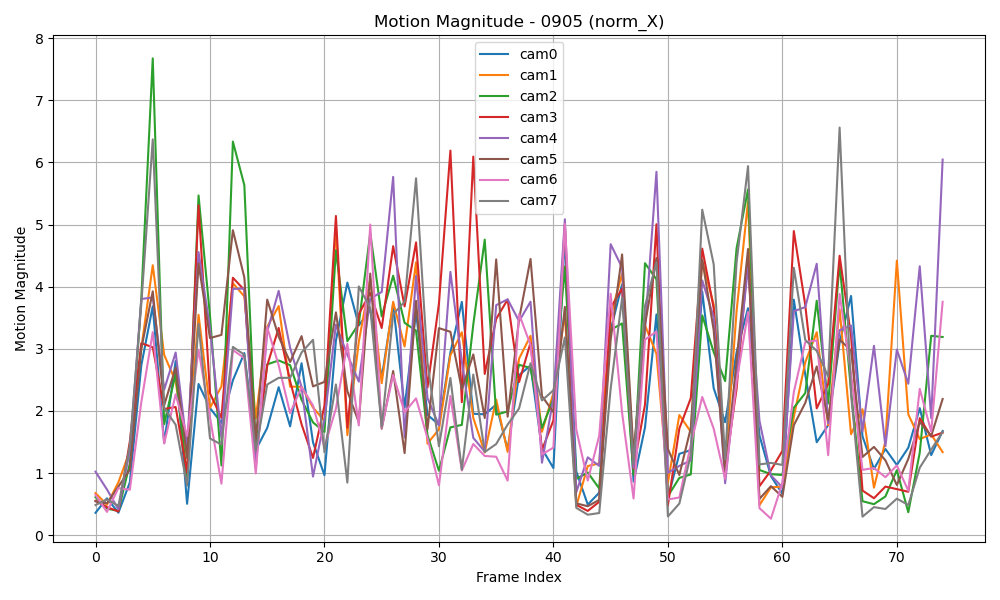 Motion Magnitude - 0905 (norm_X)
Motion Magnitude
8
7
6
5
4
3
2
1
0
cam0
cam1
cam2
cam3
cam4
cam5
cam6
cam7
0 10 20 30 40 50 60 70
Frame Index